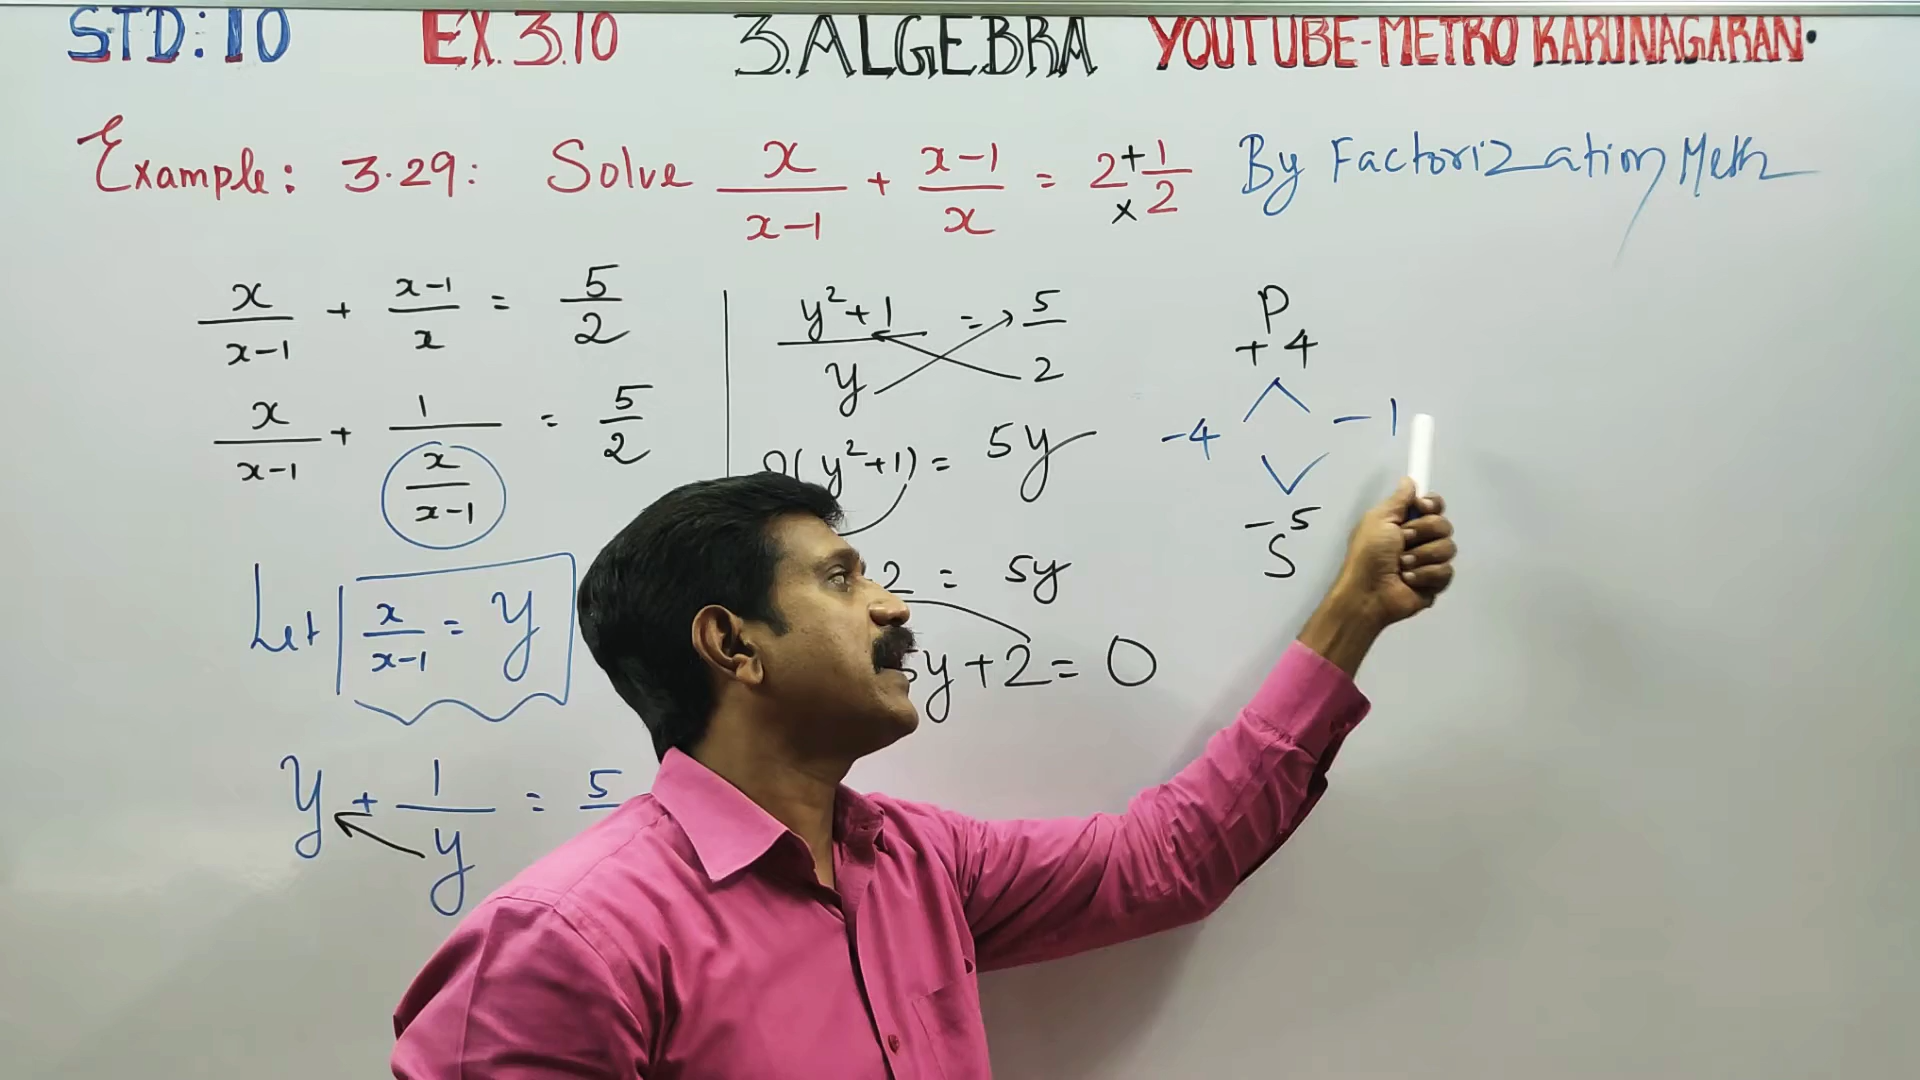 STD: 10 EX. 3.10 3. ALGEBRA YOUTUBE-METRO KARUNAGARAN.
Example: 3.29: Solve x/(x-1) + (x-1)/x = 2 + 1/2 By Factorization Meth
×
x/(x-1) + (x-1)/x = 5/2
x/(x-1) + 1/(x/(x-1)) = 5/2
Let x/(x-1) = y
y + 1/y = 5
(y²+1)/y = 5/2
(y²+1) = 5y
2 = 5y
5y+2=0
P
+4
-4 -1
-5
S